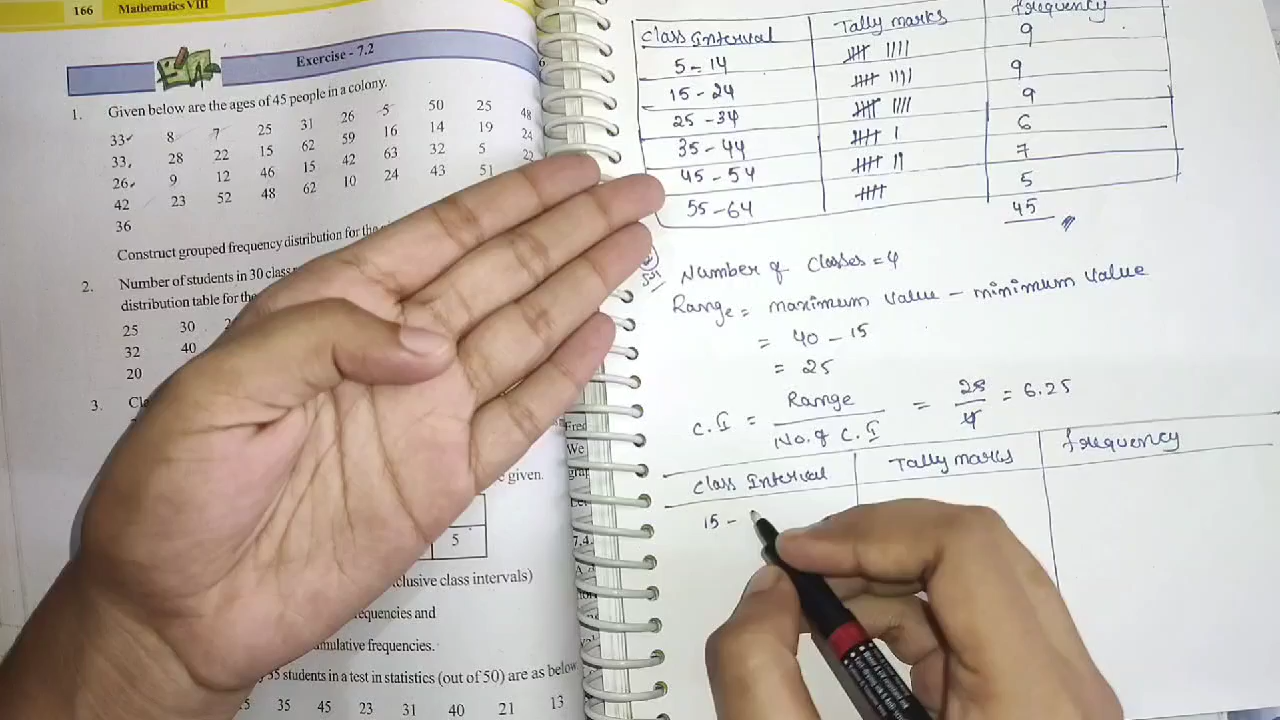 166 Mathematics VIII
Exercise - 7.2
1. Given below are the ages of 45 people in a colony.
33 8 7 25 31 26 5 50 25 48
33 28 22 15 62 59 16 14 19 24
26 9 12 46 15 42 63 32 5 22
42 23 52 48 62 10 24 43 51
36
Construct grouped frequency distribution for the
2. Number of students in 30 class
distribution table for the
25 30
32 40
20
3.
given.
5
clusive class intervals)
equencies and
mulative frequencies.
35 students in a test in statistics (out of 50) are as below.
35 45 23 31 40 21 13
Class Interval Tally marks frequency
5 - 14 9
15 - 24 9
25 - 34 9
35 - 44 6
45 - 54 7
55 - 64 5
45
Number of Classes = 4
Range = maximum value - minimum value
= 40 - 15
= 25
C.I = Range / No. of C.I = 25 / 4 = 6.25
Class Interval Tally marks frequency
15 -